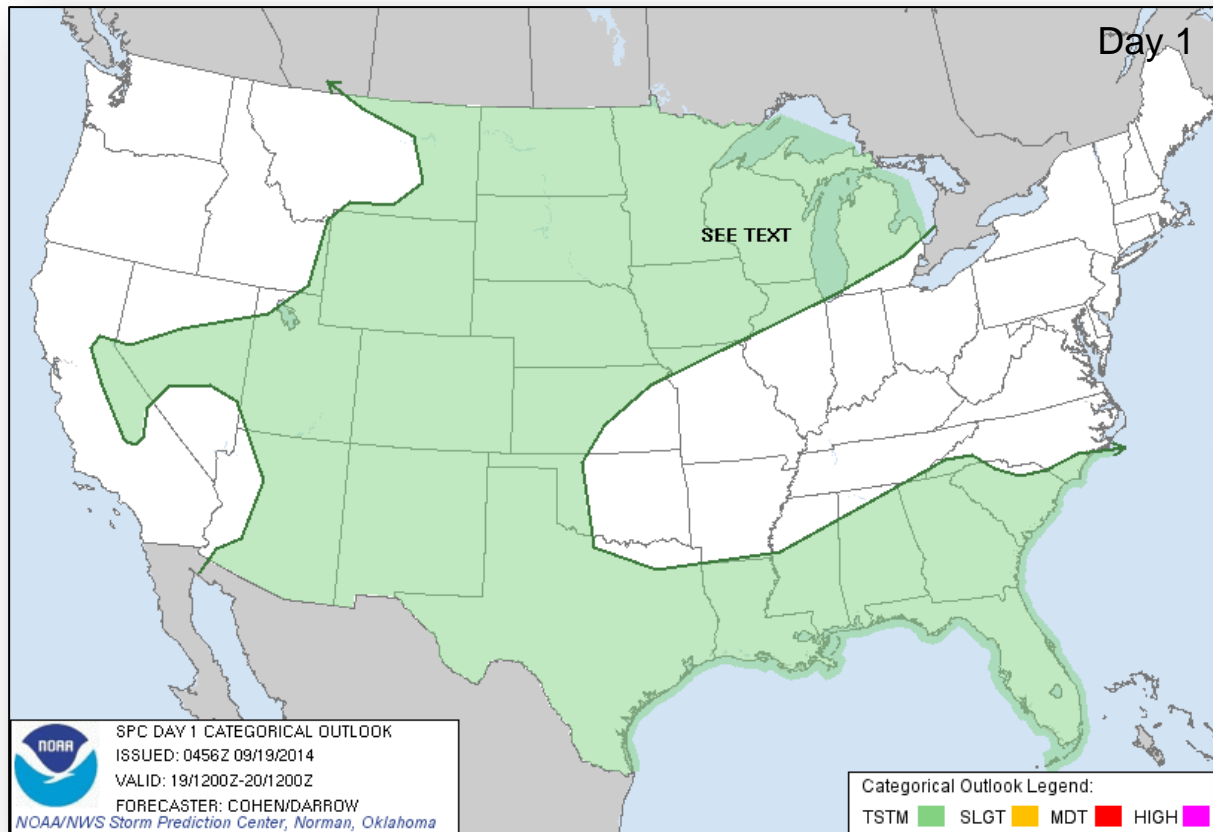 Day 1
SEE TEXT
NOAA
SPC DAY 1 CATEGORICAL OUTLOOK
ISSUED: 0456Z 09/19/2014
VALID: 19/1200Z-20/1200Z
FORECASTER: COHEN/DARROW
NOAA/NWS Storm Prediction Center, Norman, Oklahoma
Categorical Outlook Legend:
TSTM SLGT MDT HIGH